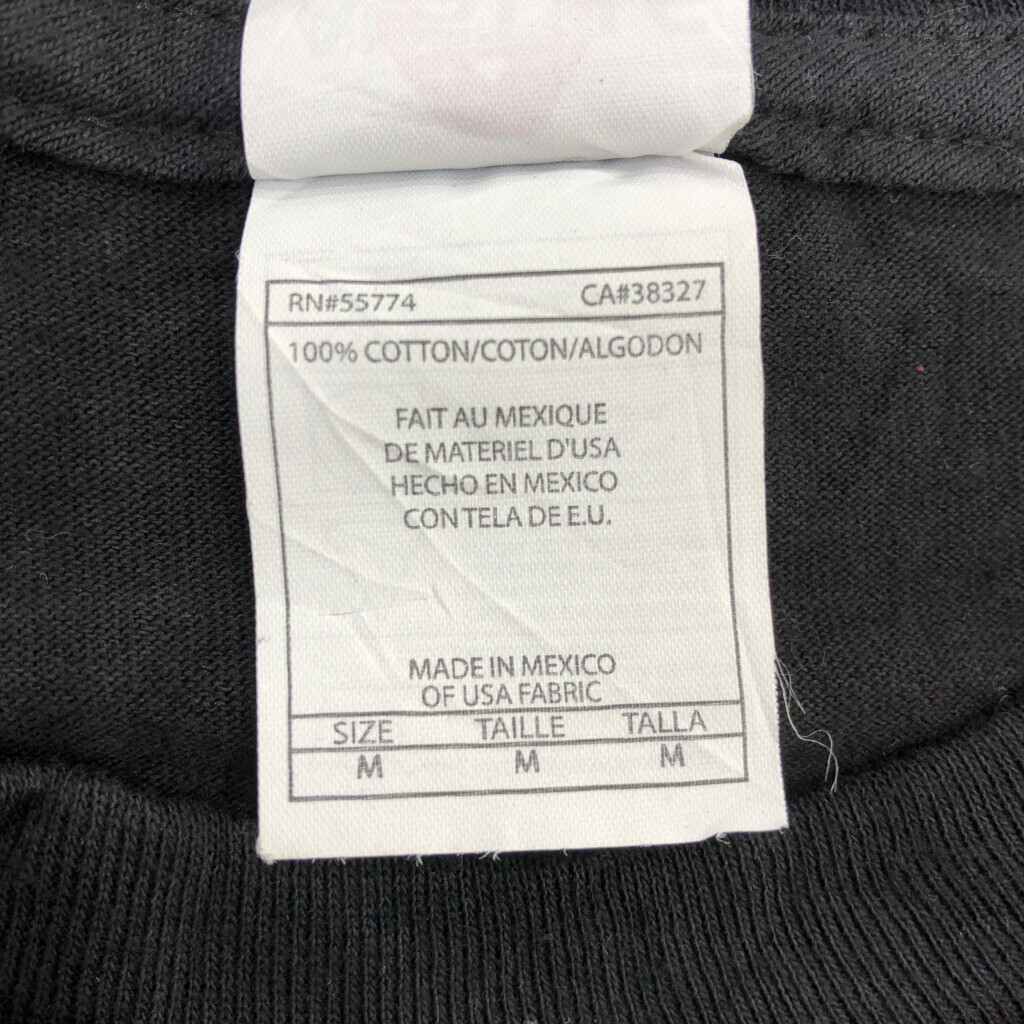 RN#55774 CA#38327
100% COTTON/COTON/ALGODON
FAIT AU MEXIQUE
DE MATERIEL D'USA
HECHO EN MEXICO
CON TELA DE E.U.
MADE IN MEXICO
OF USA FABRIC
SIZE TAILLE TALLA
M M M